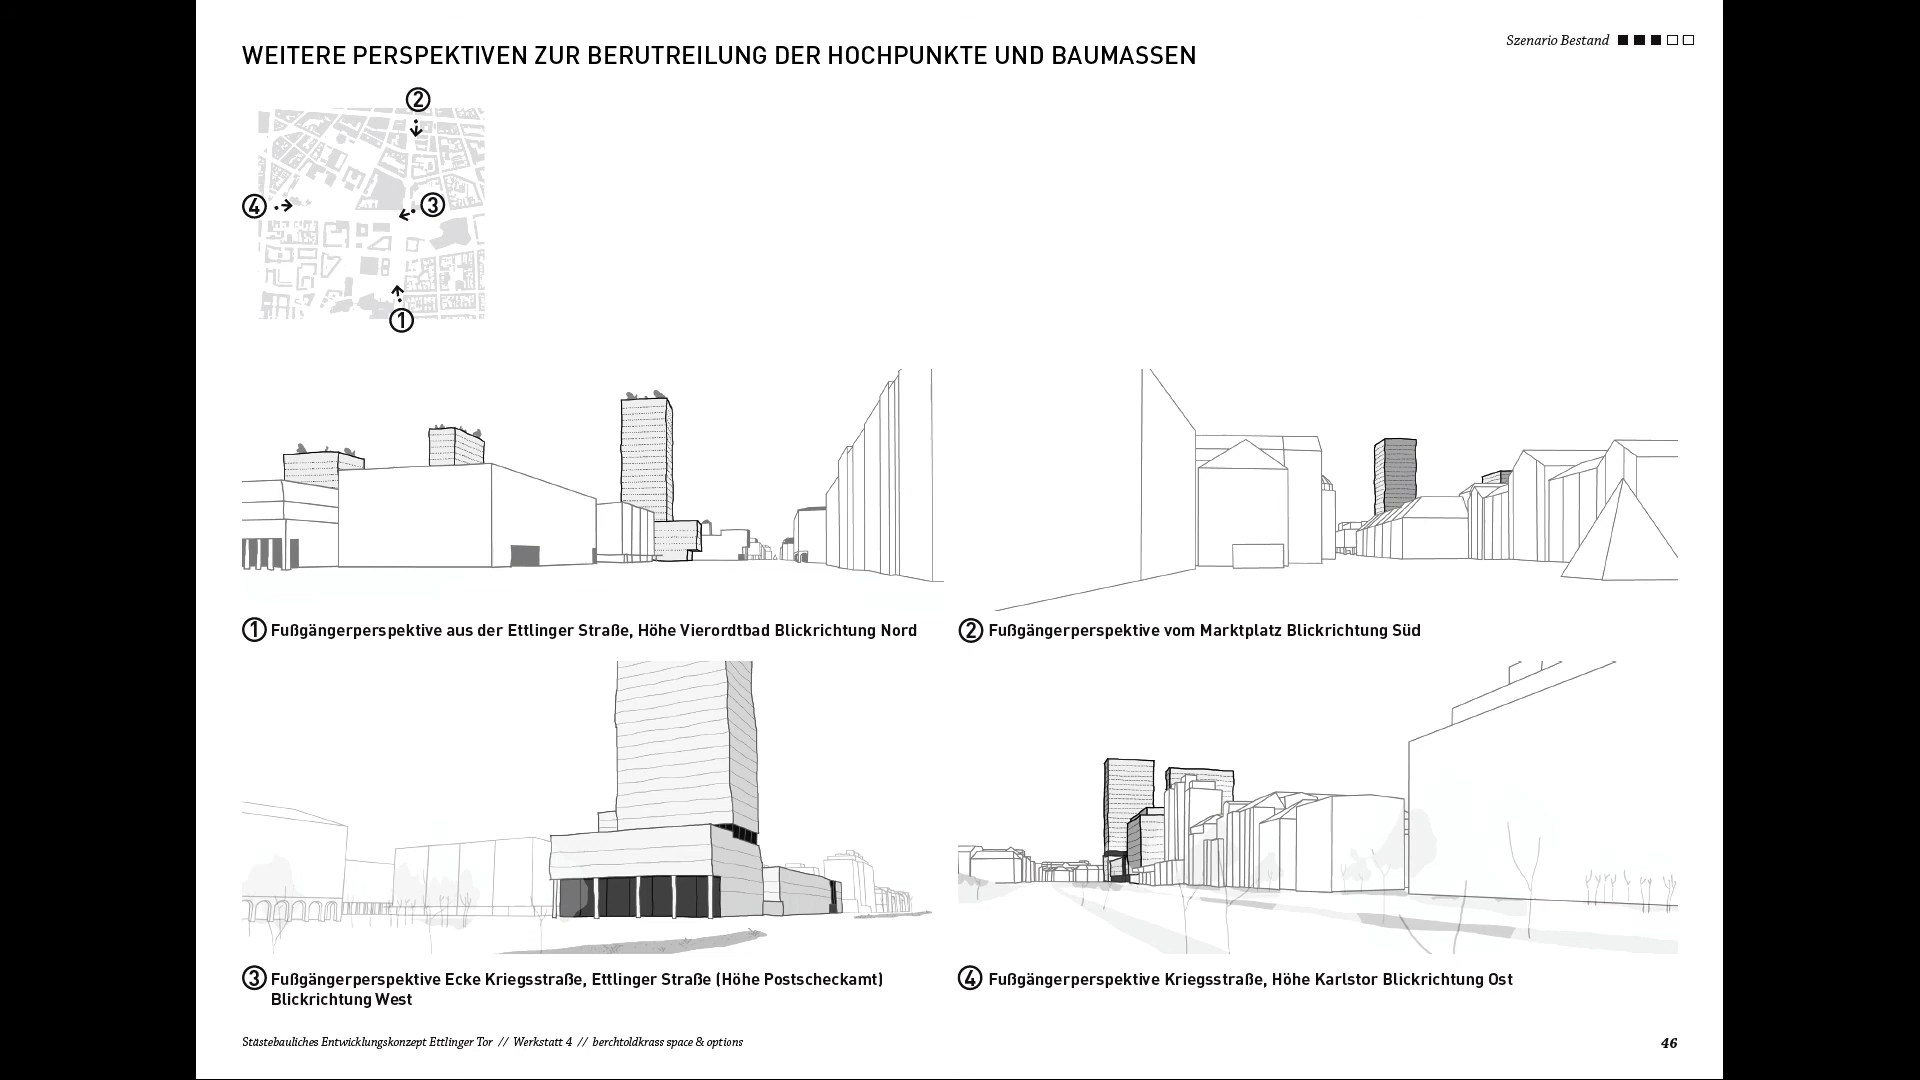 WEITERE PERSPEKTIVEN ZUR BERUTREILUNG DER HOCHPUNKTE UND BAUMASSEN
Szenario Bestand
2
4
3
1
1 Fußgängerperspektive aus der Ettlinger Straße, Höhe Vierordtbad Blickrichtung Nord
2 Fußgängerperspektive vom Marktplatz Blickrichtung Süd
3 Fußgängerperspektive Ecke Kriegsstraße, Ettlinger Straße (Höhe Postscheckamt)
Blickrichtung West
4 Fußgängerperspektive Kriegsstraße, Höhe Karlstor Blickrichtung Ost
Stästebauliches Entwicklungskonzept Ettlinger Tor // Werkstatt 4 // berchtoldkrass space & options
46